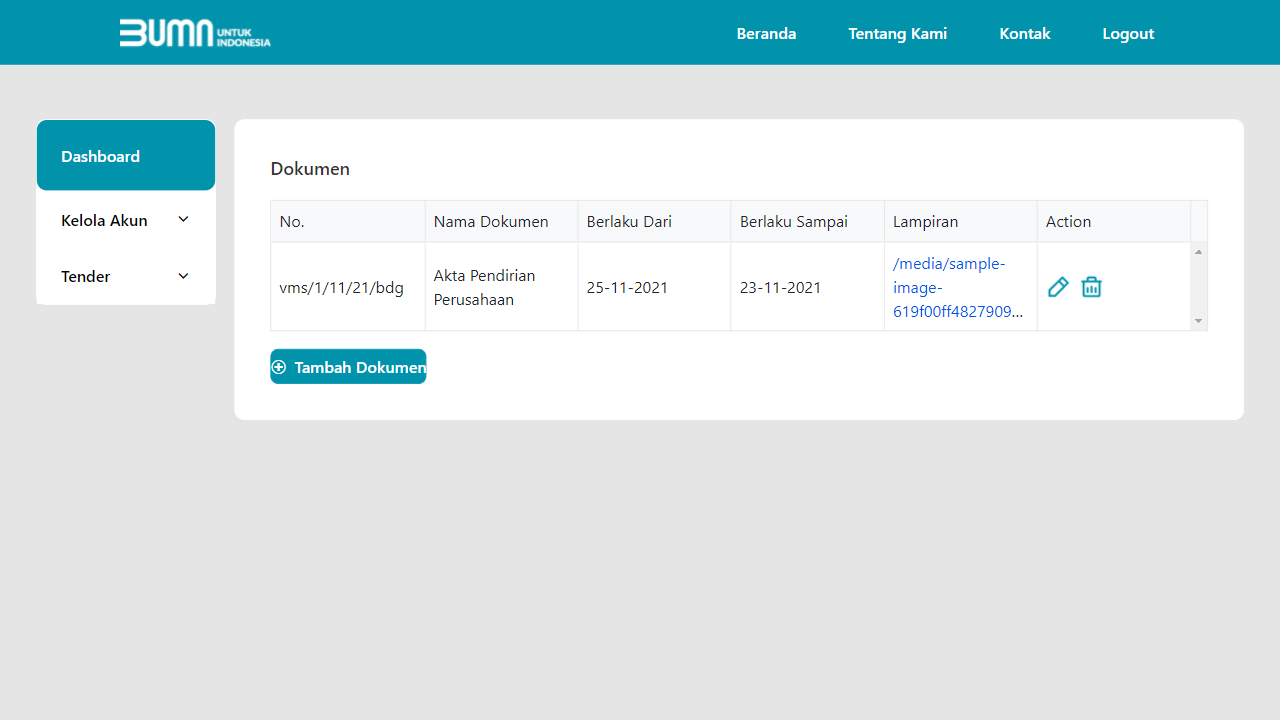 BUMN UNTUK INDONESIA
Beranda
Tentang Kami
Kontak
Logout
Dashboard
Kelola Akun
Tender
Dokumen
No.
Nama Dokumen
Berlaku Dari
Berlaku Sampai
Lampiran
Action
vms/1/11/21/bdg
Akta Pendirian
Perusahaan
25-11-2021
23-11-2021
/media/sample-
image-
619f00ff4827909...
Tambah Dokumen